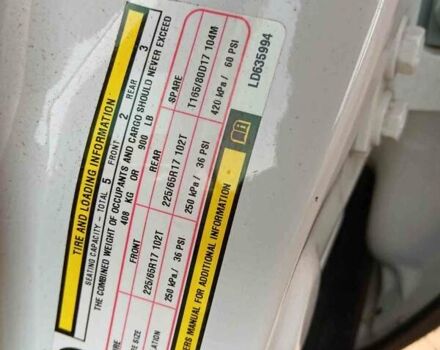 TIRE AND LOADING INFORMATION
SEATING CAPACITY - TOTAL 5 FRONT 2 REAR 3
THE COMBINED WEIGHT OF OCCUPANTS AND CARGO SHOULD NEVER EXCEED
408 KG OR 900 LB
FRONT REAR SPARE
SIZE 225/65R17 102T 225/65R17 102T T165/80D17 104M
250 kPa/ 36 PSI 250 kPa/ 36 PSI 420 kPa/ 60 PSI
MANUAL FOR ADDITIONAL INFORMATION
LD635994